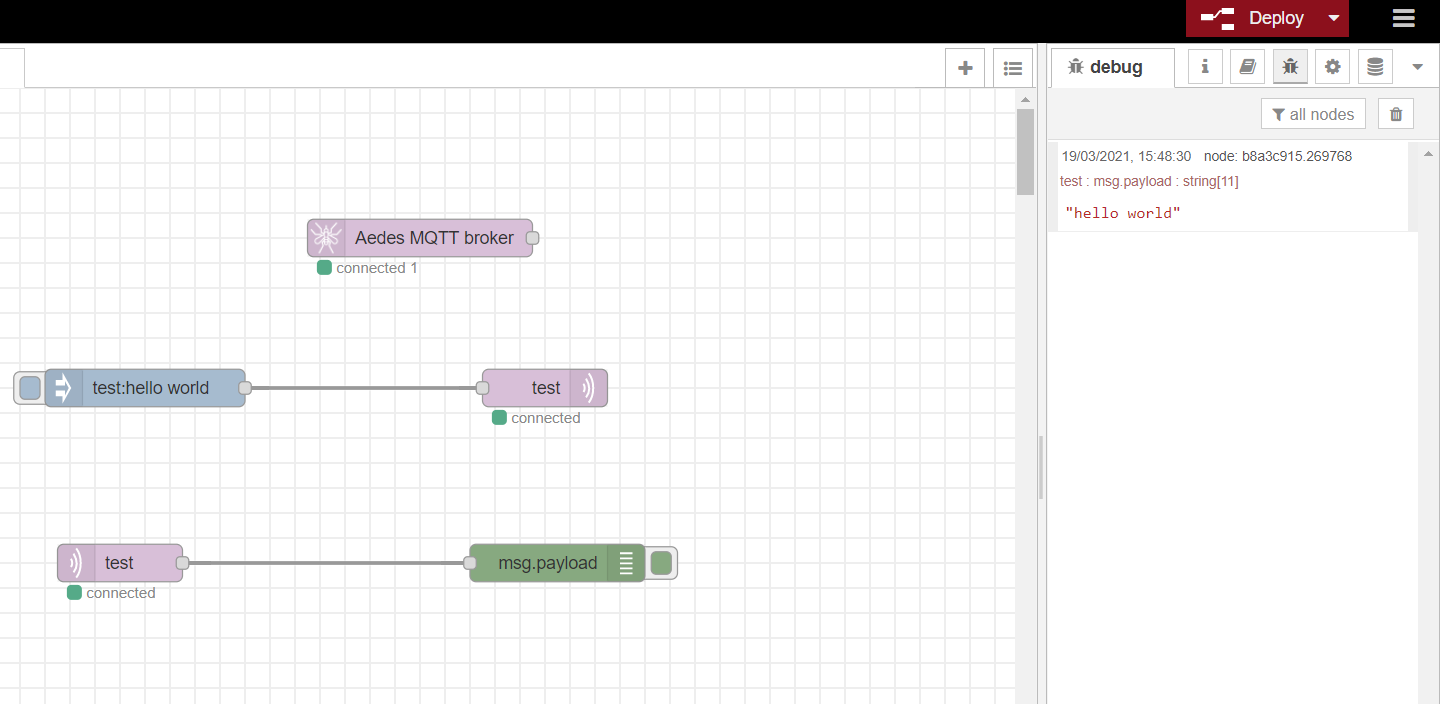 Deploy
debug
all nodes
19/03/2021, 15:48:30 node: b8a3c915.269768
test : msg.payload : string[11]
"hello world"
Aedes MQTT broker
connected 1
test:hello world
test
connected
test
msg.payload
connected